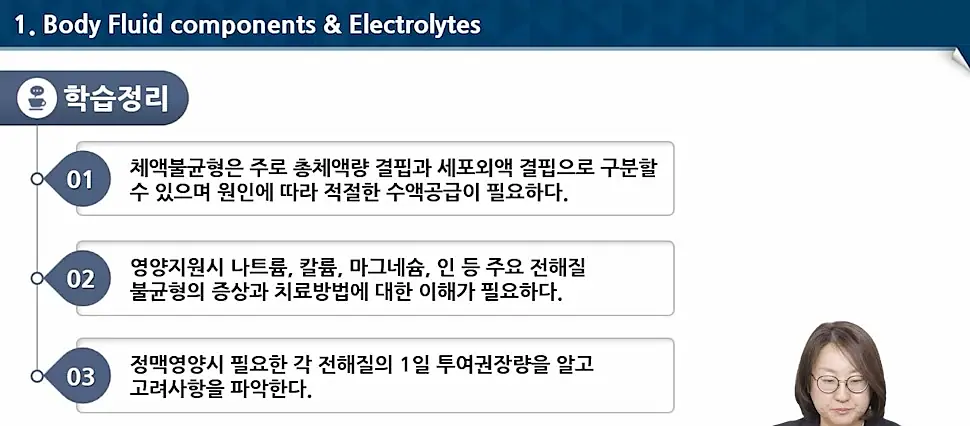 1. Body Fluid components & Electrolytes
학습정리
01
체액불균형은 주로 총체액량 결핍과 세포외액 결핍으로 구분할
수 있으며 원인에 따라 적절한 수액공급이 필요하다.
02
영양지원시 나트륨, 칼륨, 마그네슘, 인 등 주요 전해질
불균형의 증상과 치료방법에 대한 이해가 필요하다.
03
정맥영양시 필요한 각 전해질의 1일 투여권장량을 알고
고려사항을 파악한다.